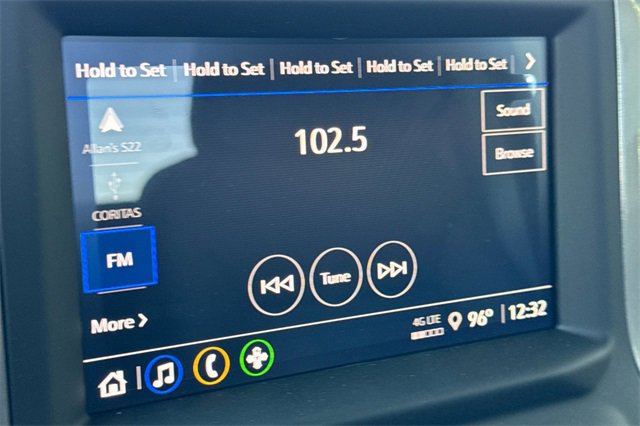 Hold to Set Hold to Set Hold to Set Hold to Set Hold to Set
Sound
102.5
Allan's S22
Browse
CORITAS
FM
Tune
More
4G LTE 96° 12:32